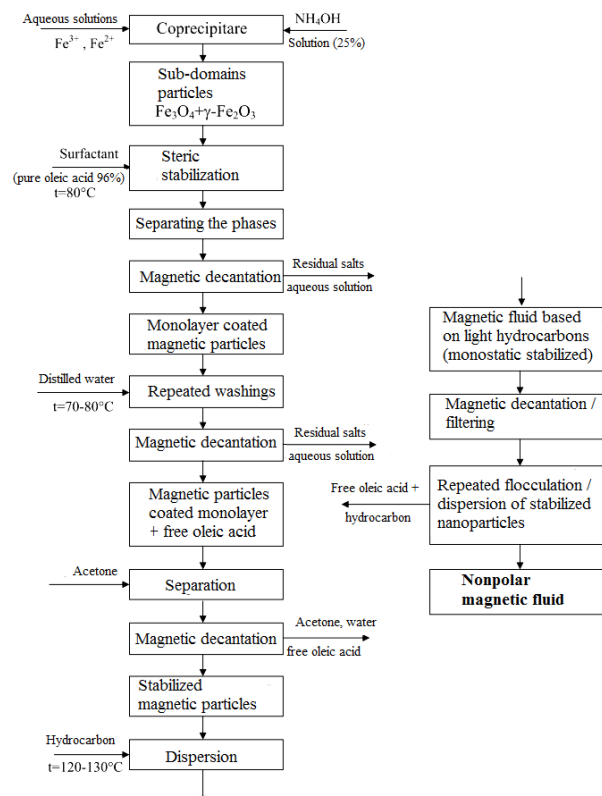 Aqueous solutions
Fe³⁺ , Fe²⁺
Coprecipitare
NH₄OH
Solution (25%)
Sub-domains
particles
Fe₃O₄+γ-Fe₂O₃
Surfactant
(pure oleic acid 96%)
t=80°C
Steric
stabilization
Separating the phases
Magnetic decantation
Residual salts
aqueous solution
Monolayer coated
magnetic particles
Distilled water
t=70-80°C
Repeated washings
Magnetic decantation
Residual salts
aqueous solution
Magnetic particles
coated monolayer
+ free oleic acid
Acetone
Separation
Magnetic decantation
Acetone, water
free oleic acid
Stabilized
magnetic particles
Hydrocarbon
t=120-130°C
Dispersion
Magnetic fluid based
on light hydrocarbons
(monostatic stabilized)
Magnetic decantation /
filtering
Free oleic acid +
hydrocarbon
Repeated flocculation /
dispersion of stabilized
nanoparticles
Nonpolar
magnetic fluid